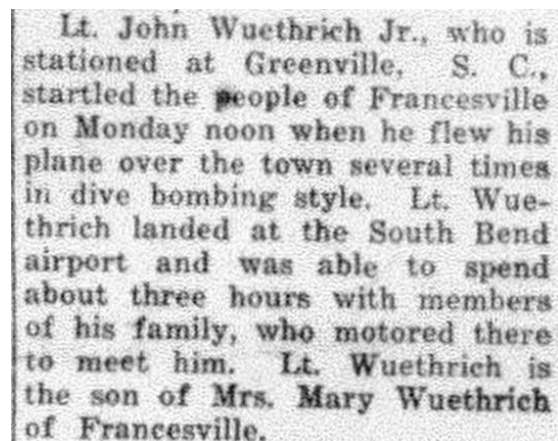 Lt. John Wuethrich Jr., who is
stationed at Greenville, S. C.,
startled the people of Francesville
on Monday noon when he flew his
plane over the town several times
in dive bombing style. Lt. Wue-
thrich landed at the South Bend
airport and was able to spend
about three hours with members
of his family, who motored there
to meet him. Lt. Wuethrich is
the son of Mrs. Mary Wuethrich
of Francesville.